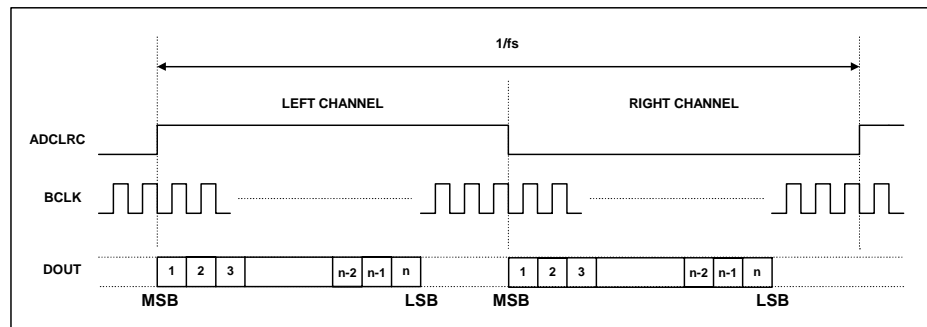 1/fs
LEFT CHANNEL RIGHT CHANNEL
ADCLRC
BCLK
DOUT 1 2 3 n-2 n-1 n 1 2 3 n-2 n-1 n
MSB LSB MSB LSB